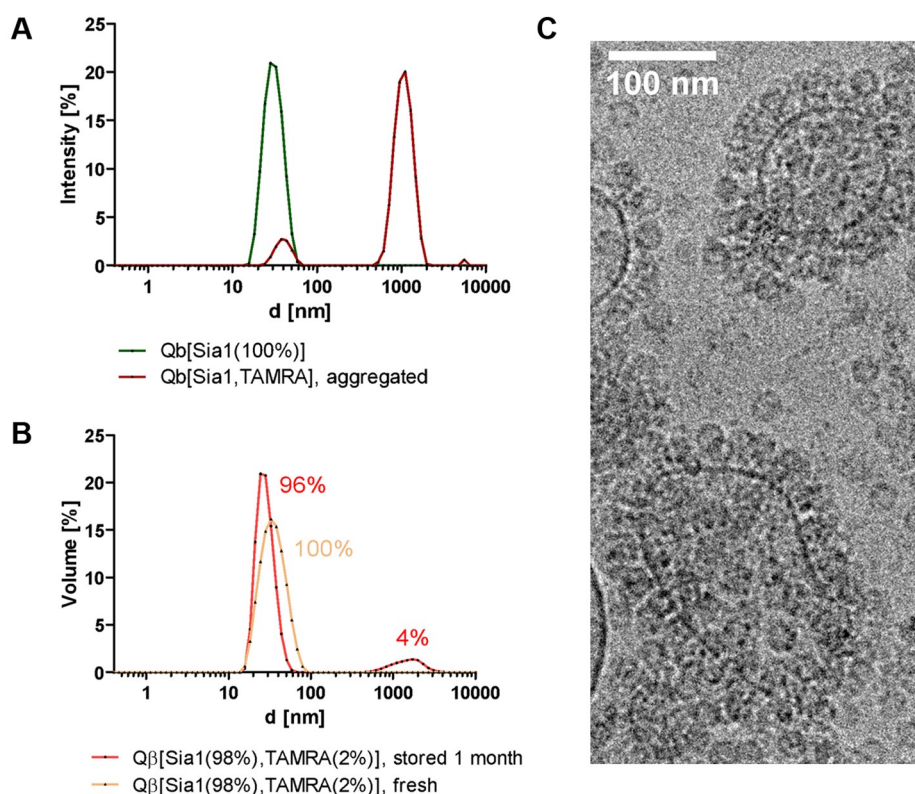 A
25
20
15
10
5
0
Intensity [%]
1
10
100
1000
10000
d [nm]
Qb[Sia1(100%)]
Qb[Sia1,TAMRA], aggregated
B
25
20
15
10
5
0
Volume [%]
96%
100%
4%
1
10
100
1000
10000
d [nm]
Qβ[Sia1(98%),TAMRA(2%)], stored 1 month
Qβ[Sia1(98%),TAMRA(2%)], fresh
C
100 nm